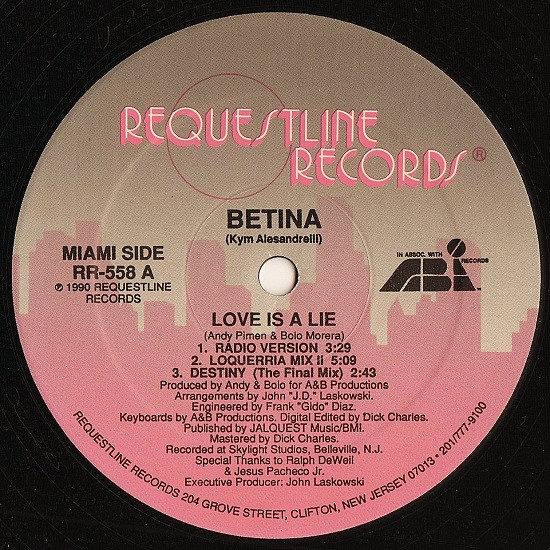 REQUESTLINE
RECORDS®
BETINA
(Kym Alesandrelli)
MIAMI SIDE
RR-558 A
℗ 1990 REQUESTLINE
RECORDS
IN ASSOC. WITH
ABI RECORDS
LOVE IS A LIE
(Andy Pimen & Bolo Morera)
1. RADIO VERSION 3:29
2. LOQUERRIA MIX II 5:09
3. DESTINY (The Final Mix) 2:43
Produced by Andy & Bolo for A&B Productions
Arrangements by John "J.D." Laskowski.
Engineered by Frank "Gido" Diaz.
Keyboards by A&B Productions. Digital Edited by Dick Charles.
Published by JALQUEST Music/BMI.
Mastered by Dick Charles.
Recorded at Skylight Studios, Belleville, N.J.
Special Thanks to Ralph DeWeil
& Jesus Pacheco Jr.
Executive Producer: John Laskowski
REQUESTLINE RECORDS 204 GROVE STREET, CLIFTON, NEW JERSEY 07013 • 201/777-9100